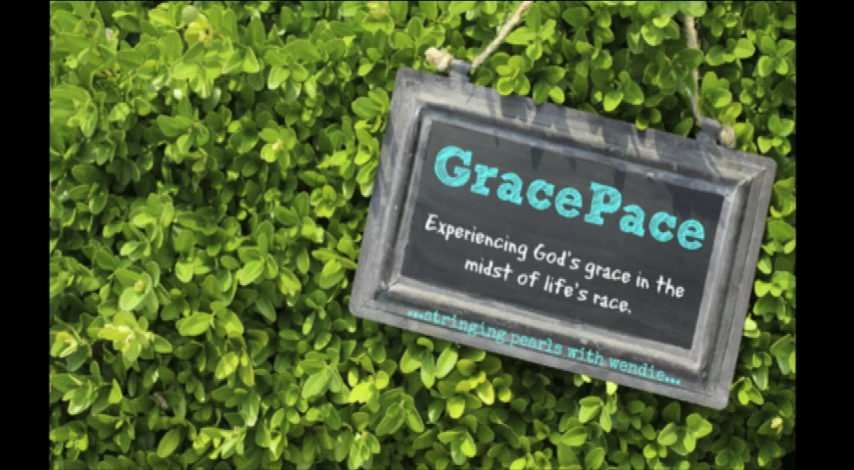 GracePace
Experiencing God's grace in the
midst of life's race.
...stringing pearls with wendie...